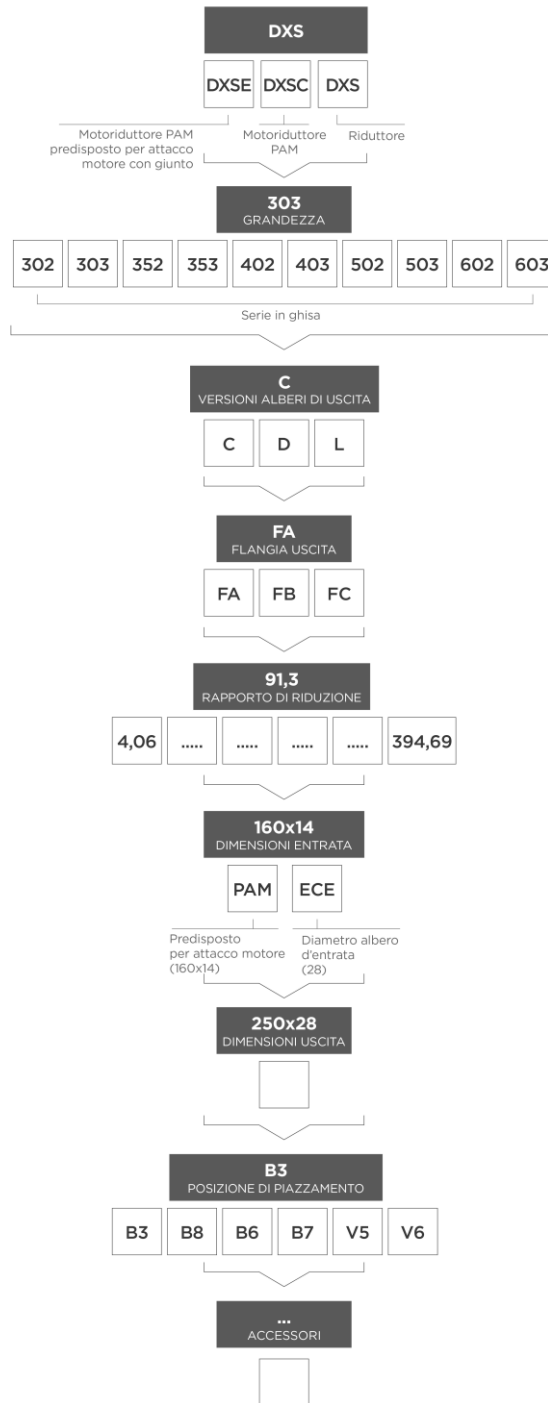 DXS
DXSE DXSC DXS
Motoriduttore PAM
predisposto per attacco
motore con giunto
Motoriduttore
PAM
Riduttore
303
GRANDEZZA
302 303 352 353 402 403 502 503 602 603
Serie in ghisa
C
VERSIONI ALBERI DI USCITA
C D L
FA
FLANGIA USCITA
FA FB FC
91,3
RAPPORTO DI RIDUZIONE
4,06 ..... ..... ..... ..... 394,69
160x14
DIMENSIONI ENTRATA
PAM ECE
Predisposto
per attacco motore
(160x14)
Diametro albero
d'entrata
(28)
250x28
DIMENSIONI USCITA
B3
POSIZIONE DI PIAZZAMENTO
B3 B8 B6 B7 V5 V6
...
ACCESSORI